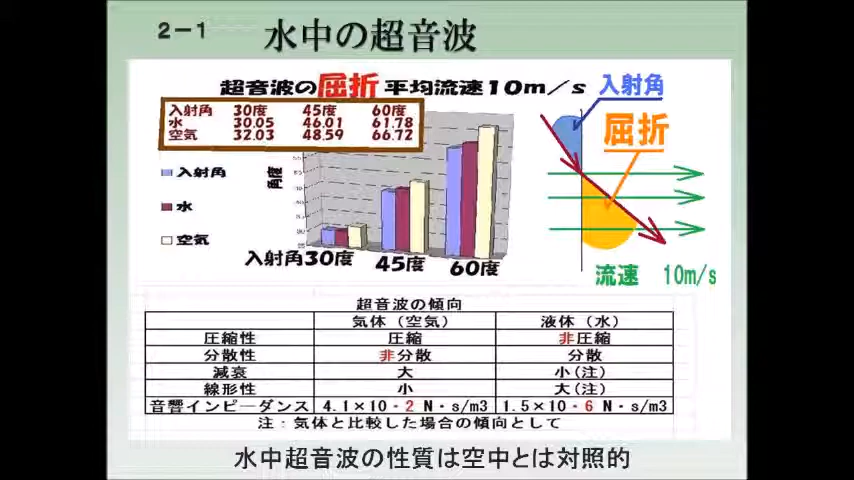 2－1 水中の超音波
超音波の屈折 平均流速10m／s
入射角 30度 45度 60度
水 30.05 46.01 61.78
空気 32.03 48.59 66.72
入射角
屈折
入射角
水
空気
角度
入射角30度 45度 60度
流速 10m/s
超音波の傾向
気体（空気） 液体（水）
圧縮性 圧縮 非圧縮
分散性 非分散 分散
減衰 大 小(注)
線形性 小 大(注)
音響インピーダンス 4.1×10・2 N・s/m3 1.5×10・6 N・s/m3
注：気体と比較した場合の傾向として
水中超音波の性質は空中とは対照的